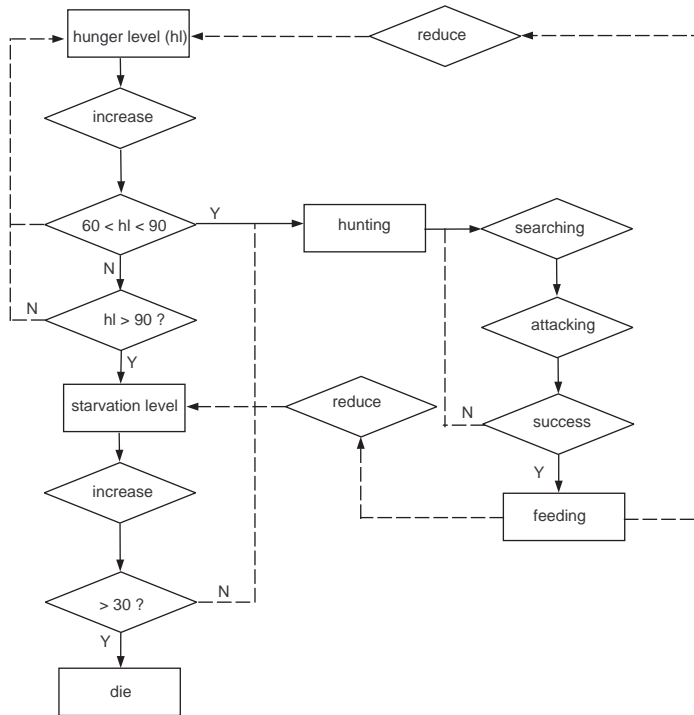 hunger level (hl)
reduce
increase
60 < hl < 90
Y
hunting
searching
N
N
hl > 90 ?
attacking
Y
starvation level
reduce
N
success
Y
increase
feeding
> 30 ?
N
Y
die